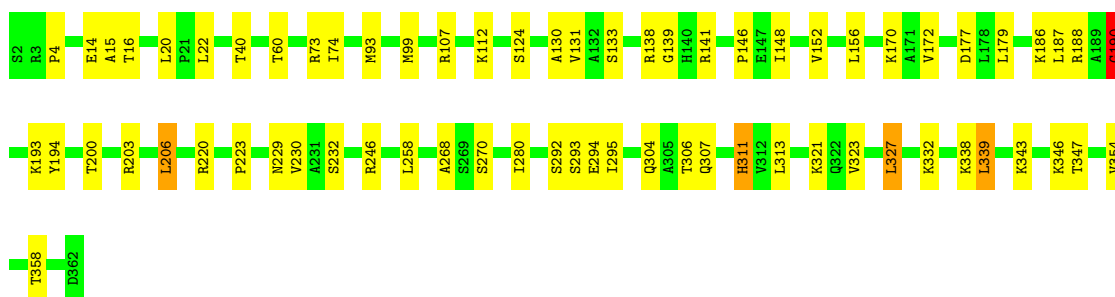 S2 R3 P4 E14 A15 T16 L20 P21 L22 T40 T60 R73 I74 M93 M99 R107 K112 S124 A130 V131 A132 S133 R138 G139 H140 R141 P146 E147 I148 V152 L156 K170 A171 V172 D177 L178 L179 K186 L187 R188 A189
K193 Y194 T200 R203 L206 R220 P223 N229 V230 A231 S232 R246 L258 A268 S269 S270 I280 S292 S293 E294 I295 Q304 A305 T306 Q307 H311 V312 L313 K321 Q322 V323 L327 K332 K338 L339 K343 K346 T347
T358 D362